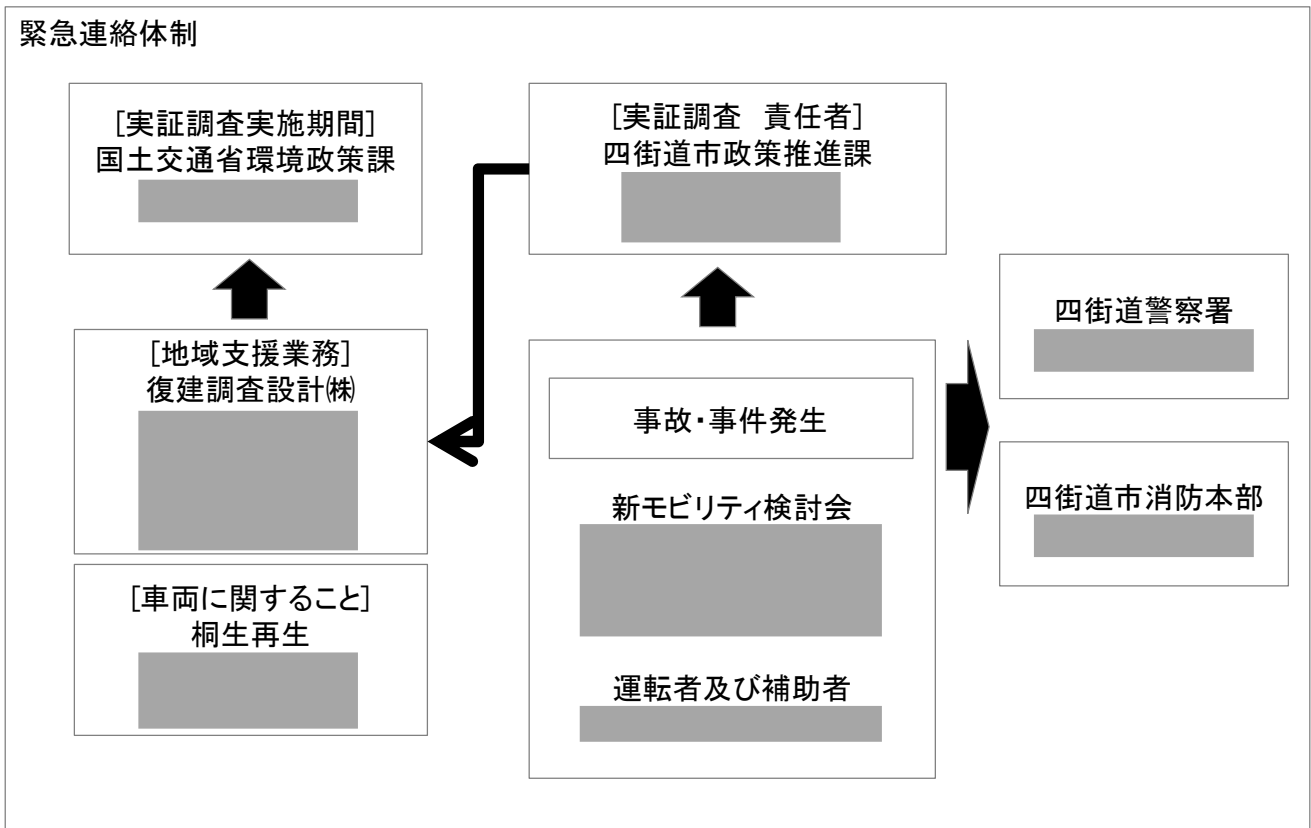 緊急連絡体制
[実証調査実施期間]
国土交通省環境政策課
[実証調査　責任者]
四街道市政策推進課
[地域支援業務]
復建調査設計㈱
[車両に関すること]
桐生再生
事故・事件発生
新モビリティ検討会
運転者及び補助者
四街道警察署
四街道市消防本部